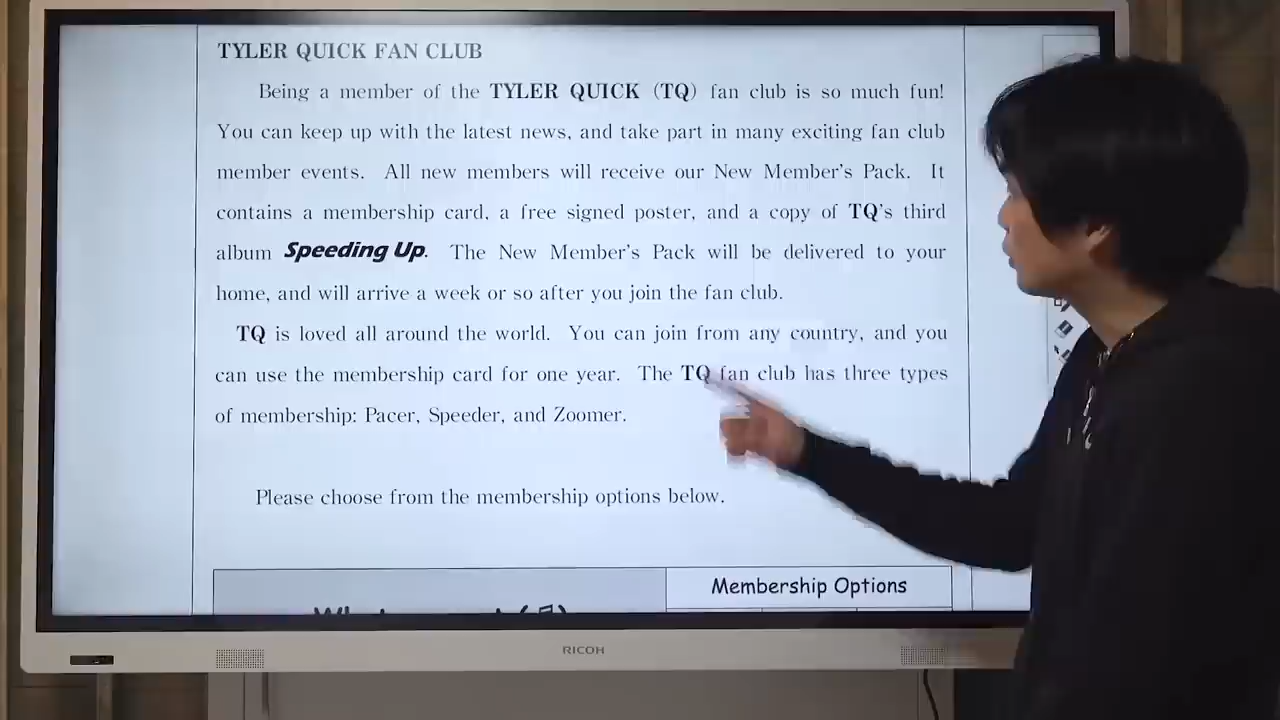 TYLER QUICK FAN CLUB
Being a member of the TYLER QUICK (TQ) fan club is so much fun!
You can keep up with the latest news, and take part in many exciting fan club
member events. All new members will receive our New Member's Pack. It
contains a membership card, a free signed poster, and a copy of TQ's third
album Speeding Up. The New Member's Pack will be delivered to your
home, and will arrive a week or so after you join the fan club.
TQ is loved all around the world. You can join from any country, and you
can use the membership card for one year. The TQ fan club has three types
of membership: Pacer, Speeder, and Zoomer.
Please choose from the membership options below.
Membership Options
RICOH